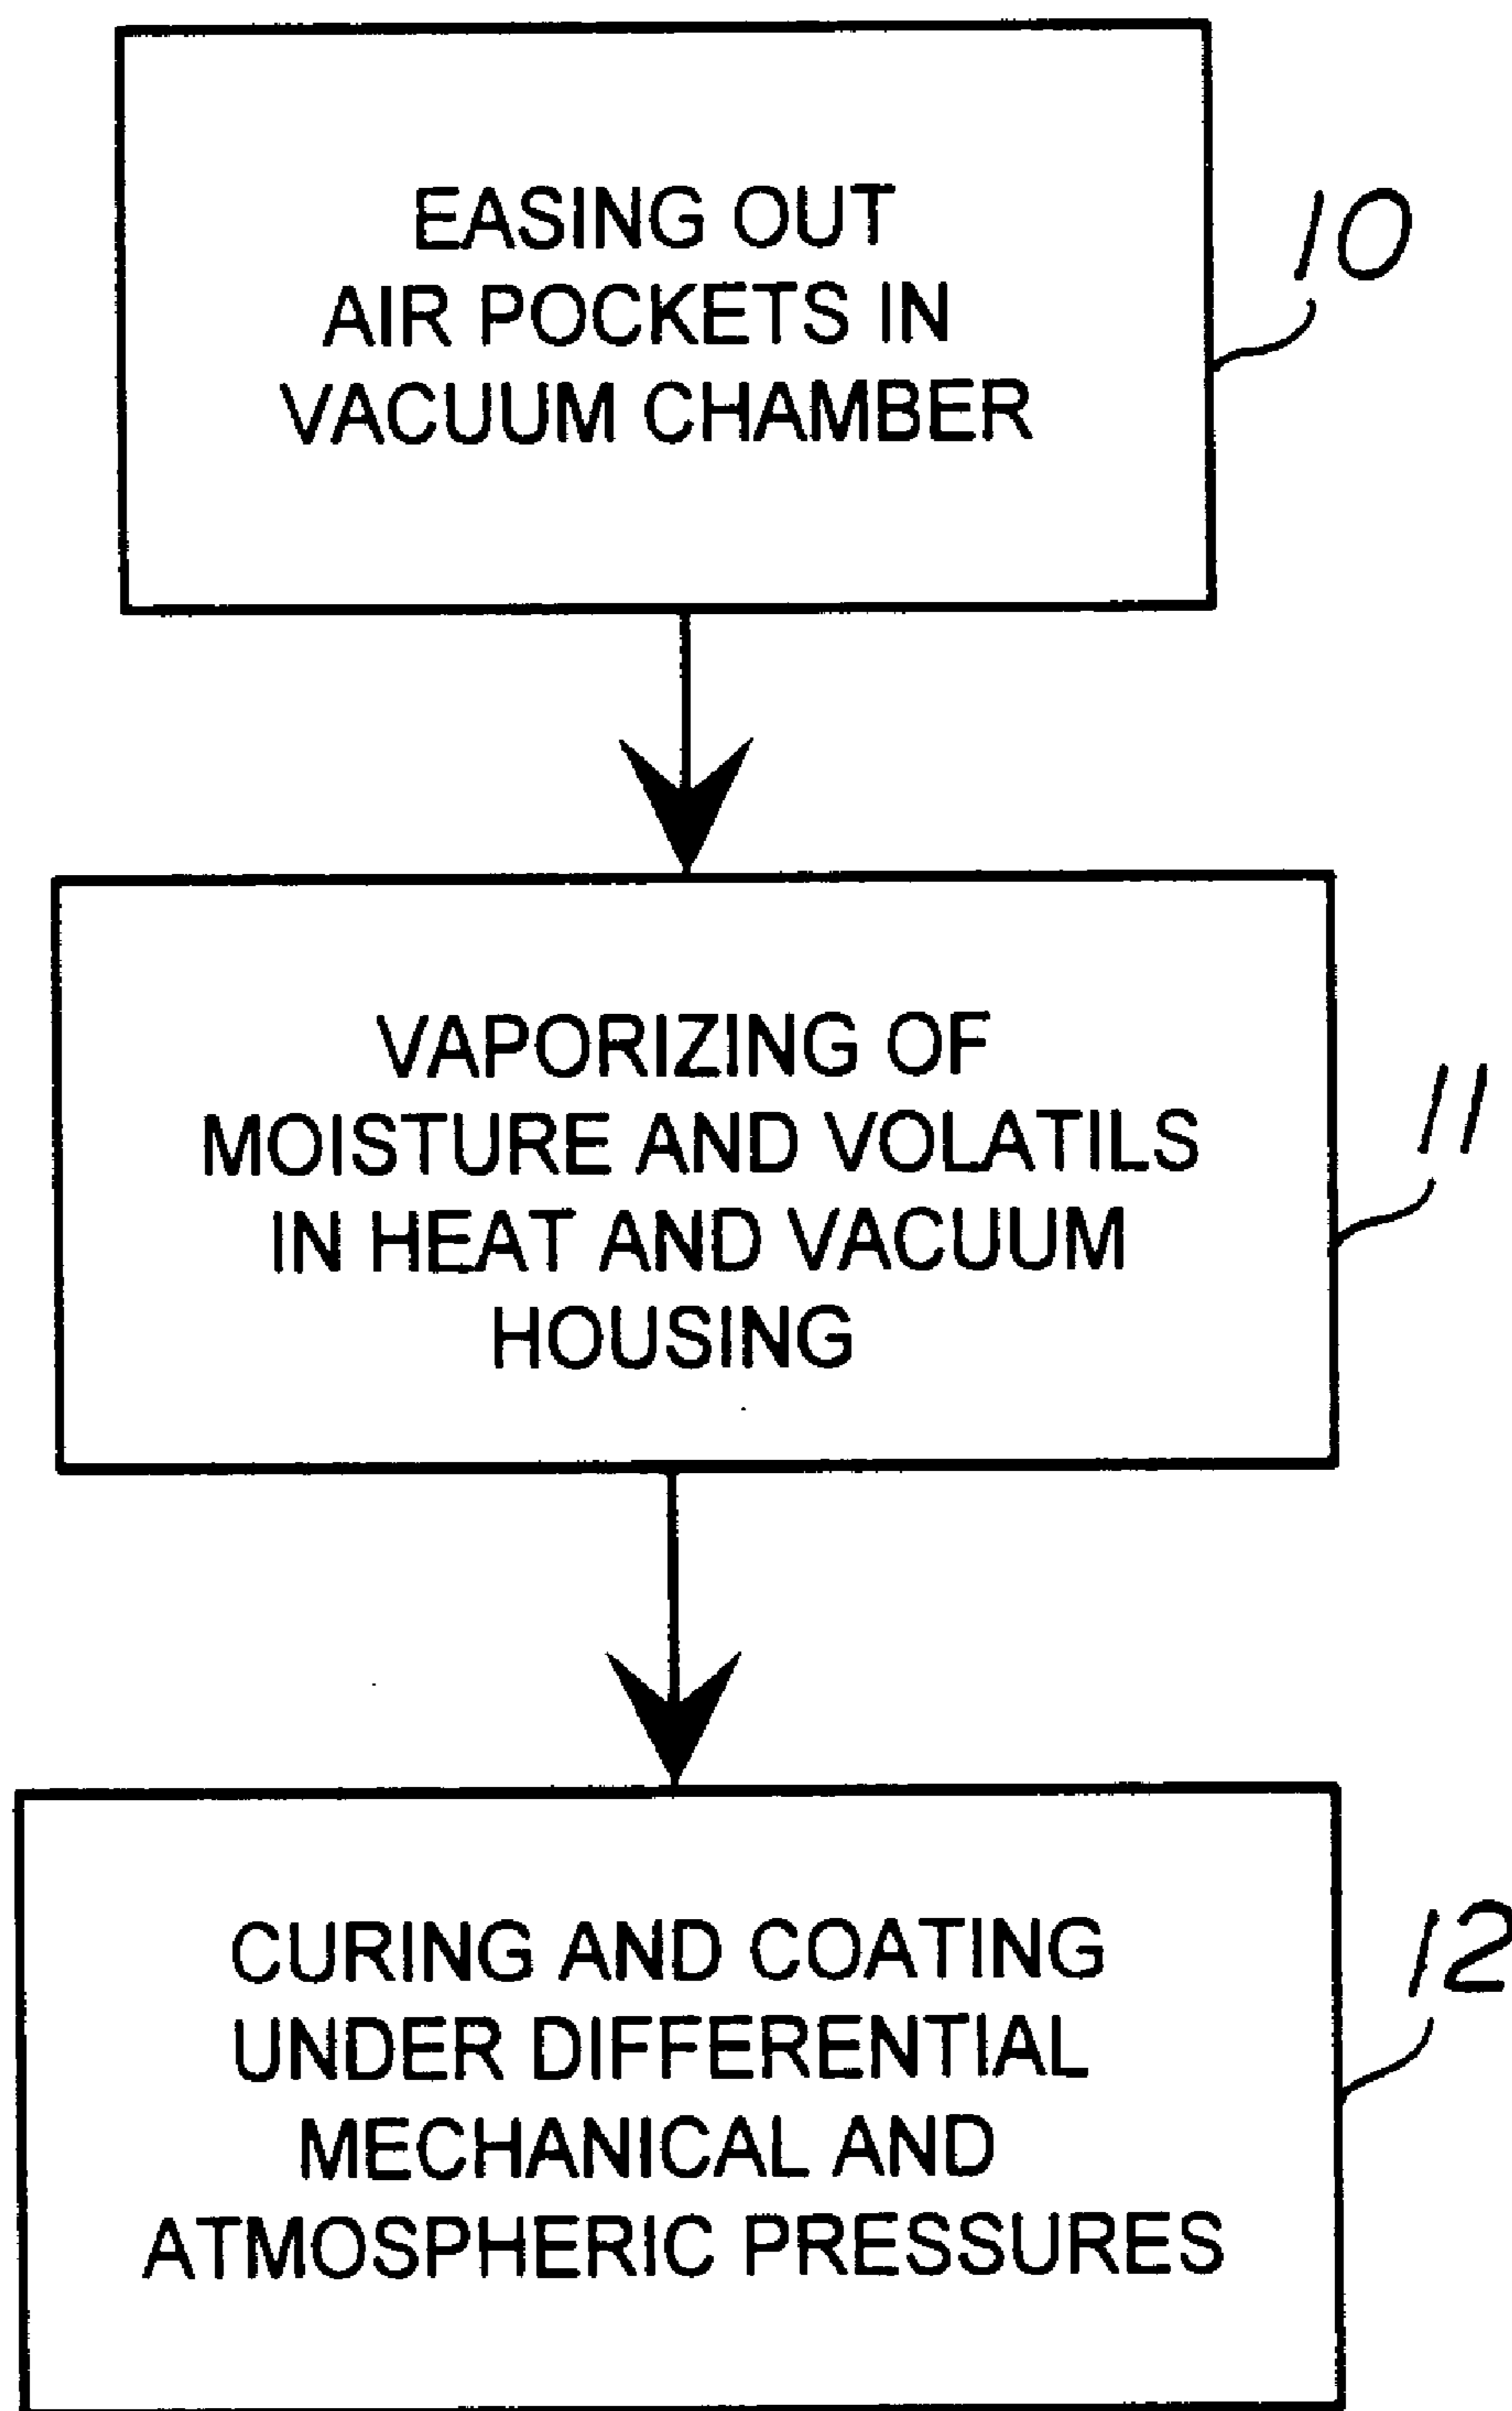 EASING OUT
AIR POCKETS IN
VACUUM CHAMBER
10
VAPORIZING OF
MOISTURE AND VOLATILS
IN HEAT AND VACUUM
HOUSING
11
CURING AND COATING
UNDER DIFFERENTIAL
MECHANICAL AND
ATMOSPHERIC PRESSURES
12